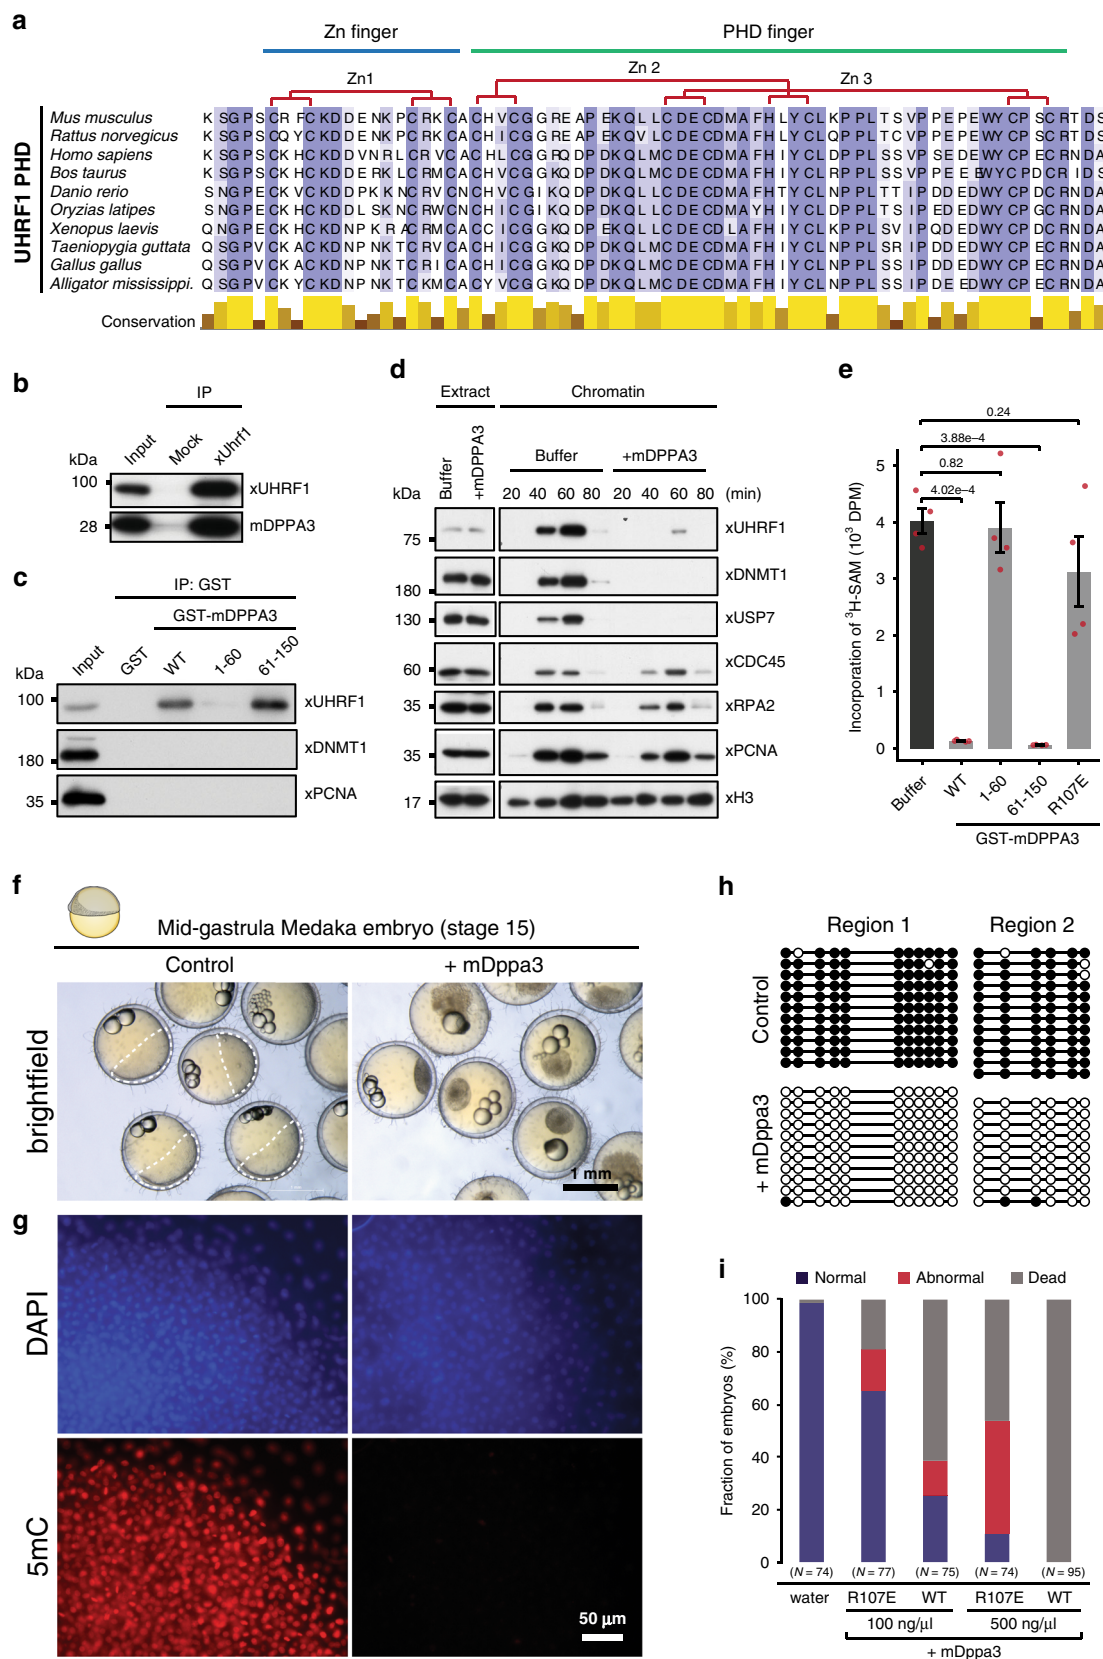 a
Zn finger
PHD finger
Zn1
Zn 2
Zn 3
UHRF1 PHD
Mus musculus
Rattus norvegicus
Homo sapiens
Bos taurus
Danio rerio
Oryzias latipes
Xenopus laevis
Taeniopygia guttata
Gallus gallus
Alligator mississippi.
K SGPSCRFCKDDENKPCRKCACHVCGGREAPEKQLLCDECDMAFHLYCLKPPLTSVPPEPEWYCPSCRTDS
Conservation
b
IP
Input
Mock
xUhrf1
kDa
100
xUHRF1
28
mDPPA3
c
IP: GST
GST-mDPPA3
Input
GST
WT
1-60
61-150
kDa
100
xUHRF1
180
xDNMT1
35
xPCNA
d
Extract
Chromatin
Buffer
+mDPPA3
Buffer
+mDPPA3
kDa
20 40 60 80 20 40 60 80 (min)
75
xUHRF1
180
xDNMT1
130
xUSP7
60
xCDC45
35
xRPA2
35
xPCNA
17
xH3
e
0.24
3.88e–4
0.82
4.02e–4
Incorporation of ³H-SAM (10³ DPM)
5
4
3
2
1
0
Buffer
WT
1-60
61-150
R107E
GST-mDPPA3
f
Mid-gastrula Medaka embryo (stage 15)
Control
+ mDppa3
brightfield
1 mm
g
DAPI
5mC
50 μm
h
Region 1
Region 2
Control
+ mDppa3
i
Normal
Abnormal
Dead
Fraction of embryos (%)
100
80
60
40
20
0
(N = 74)
(N = 77)
(N = 75)
(N = 74)
(N = 95)
water
R107E
WT
R107E
WT
100 ng/μl
500 ng/μl
+ mDppa3